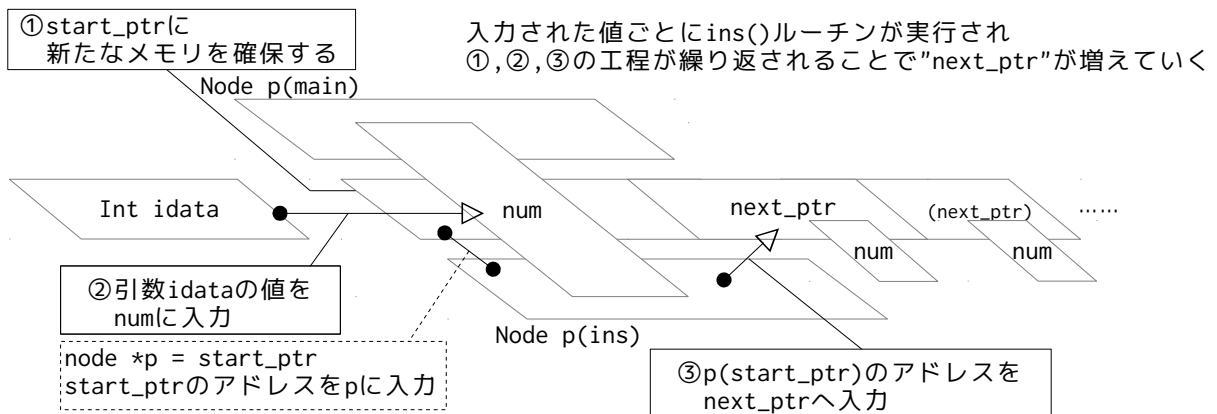 ①start_ptrに
新たなメモリを確保する
入力された値ごとにins()ルーチンが実行され
①,②,③の工程が繰り返されることで"next_ptr"が増えていく
Node p(main)
Int idata
num
next_ptr
(next_ptr)
……
num
num
②引数idataの値を
numに入力
Node p(ins)
node *p = start_ptr
start_ptrのアドレスをpに入力
③p(start_ptr)のアドレスを
next_ptrへ入力